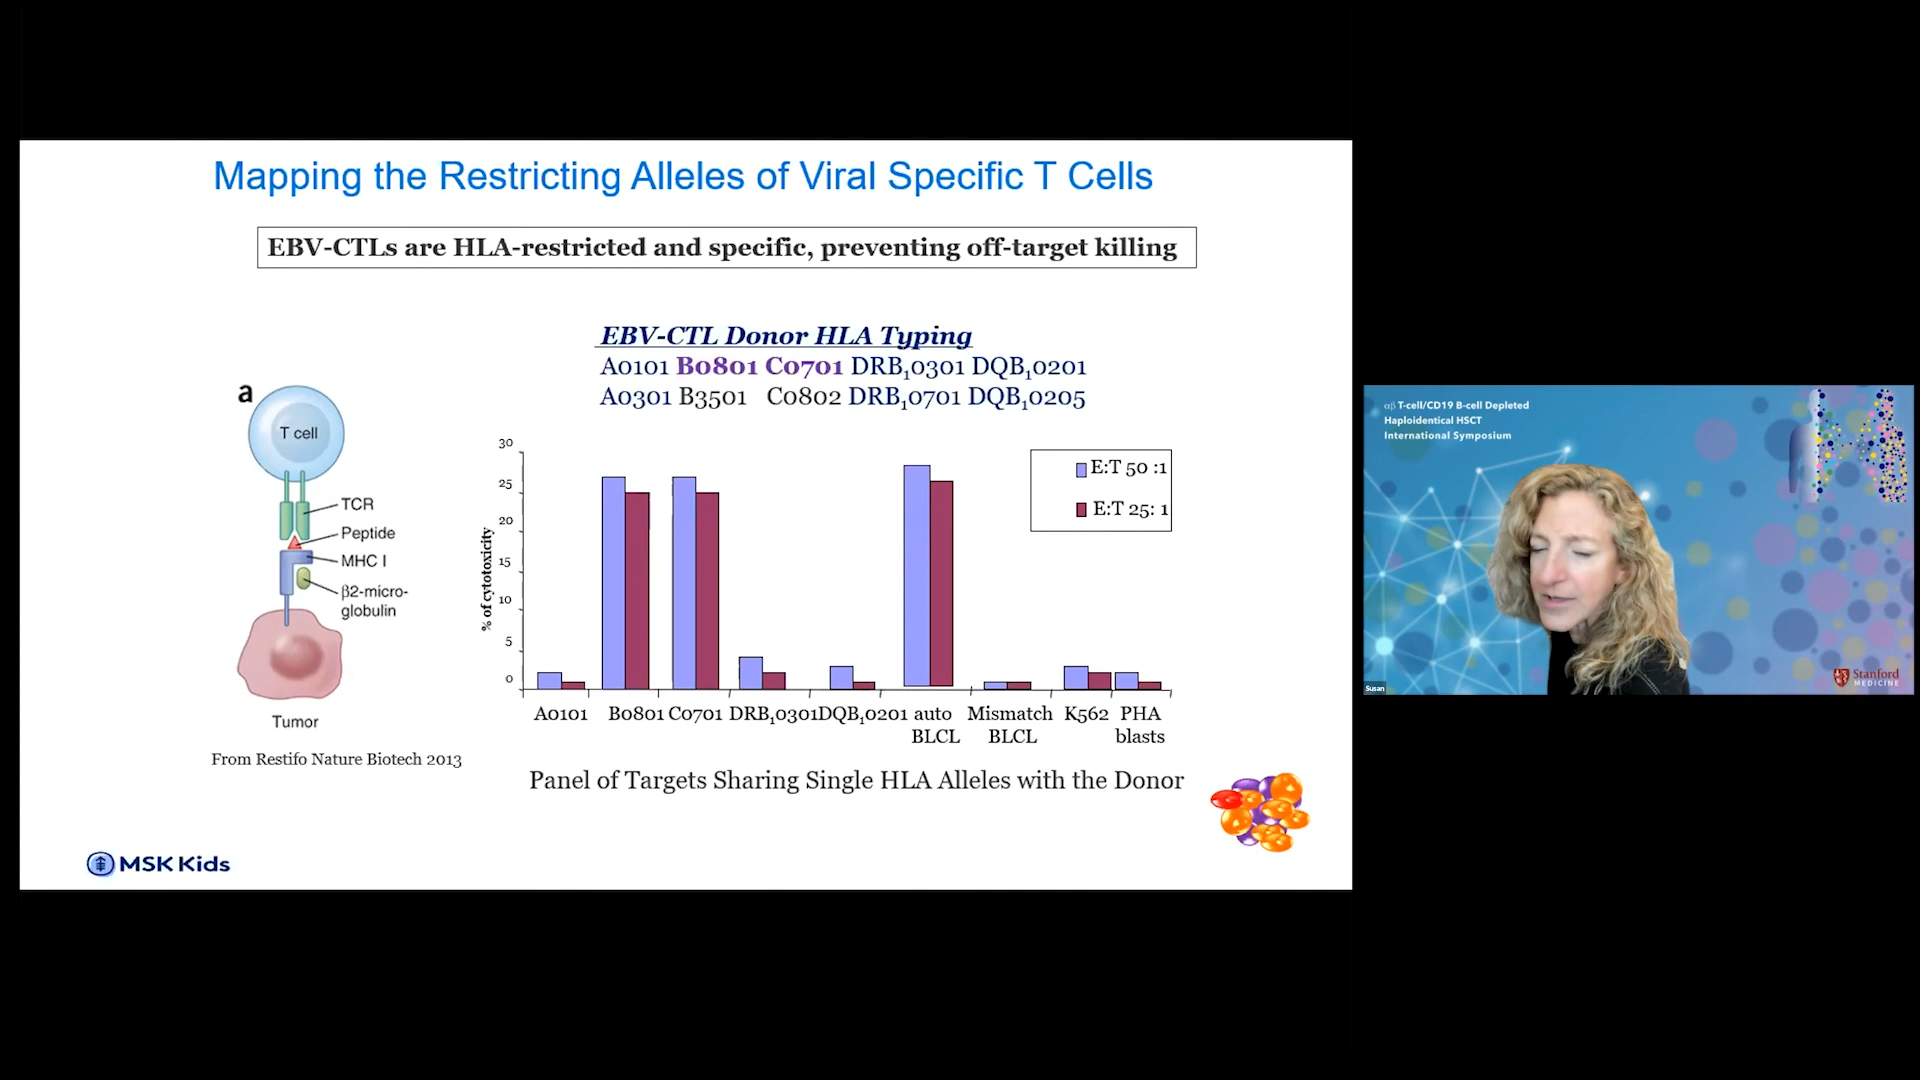 Mapping the Restricting Alleles of Viral Specific T Cells
EBV-CTLs are HLA-restricted and specific, preventing off-target killing
EBV-CTL Donor HLA Typing
A0101 B0801 C0701 DRB₁0301 DQB₁0201
A0301 B3501 C0802 DRB₁0701 DQB₁0205
a
T cell
TCR
Peptide
MHC I
β2-micro-
globulin
Tumor
From Restifo Nature Biotech 2013
% of cytotoxicity
30
25
20
15
10
5
0
E:T 50 :1
E:T 25: 1
A0101 B0801 C0701 DRB₁0301 DQB₁0201 auto BLCL Mismatch BLCL K562 PHA blasts
Panel of Targets Sharing Single HLA Alleles with the Donor
MSK Kids
αβ T-cell/CD19 B-cell Depleted
Haploidentical HSCT
International Symposium
Susan
Stanford
MEDICINE